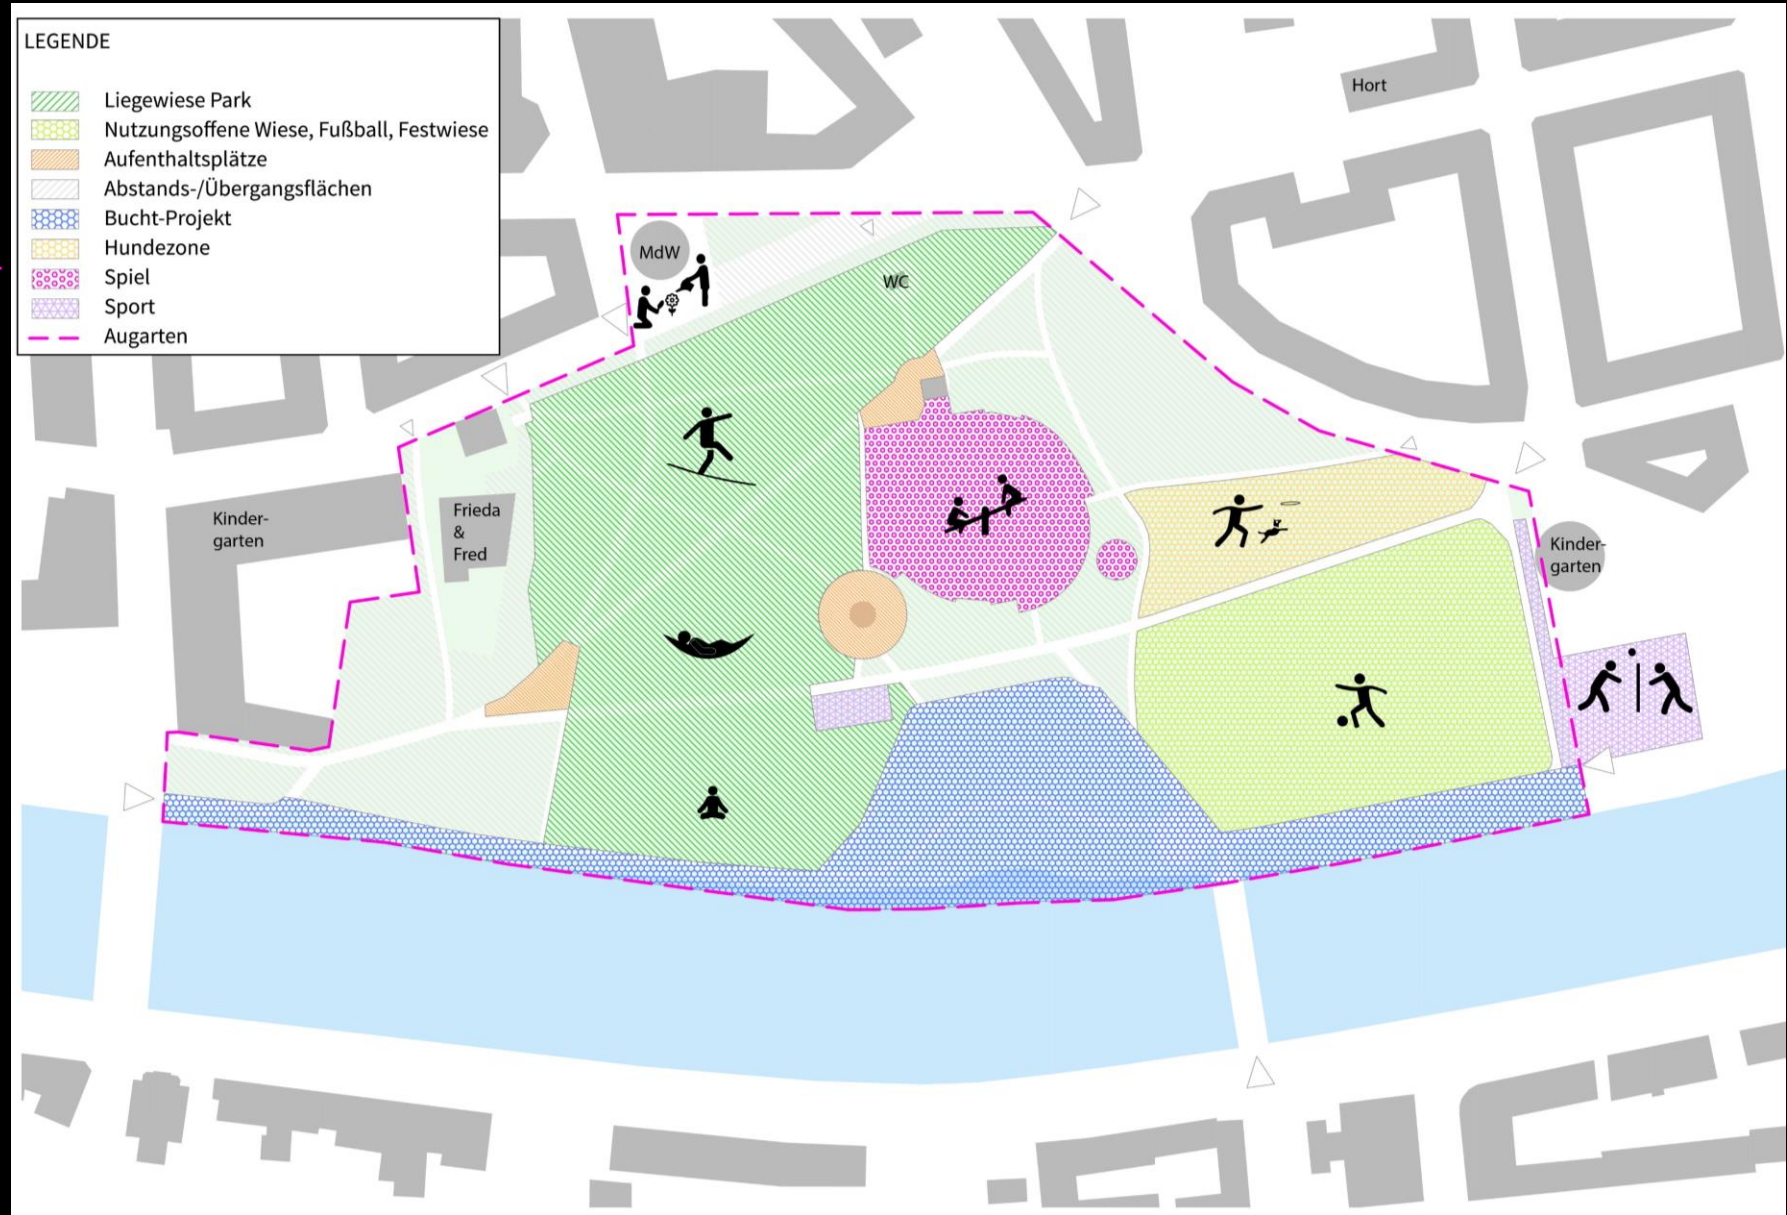 LEGENDE
Liegewiese Park
Nutzungsoffene Wiese, Fußball, Festwiese
Aufenthaltsplätze
Abstands-/Übergangsflächen
Bucht-Projekt
Hundezone
Spiel
Sport
Augarten
Hort
MdW
WC
Kinder-
garten
Frieda
&
Fred
Kinder-
garten